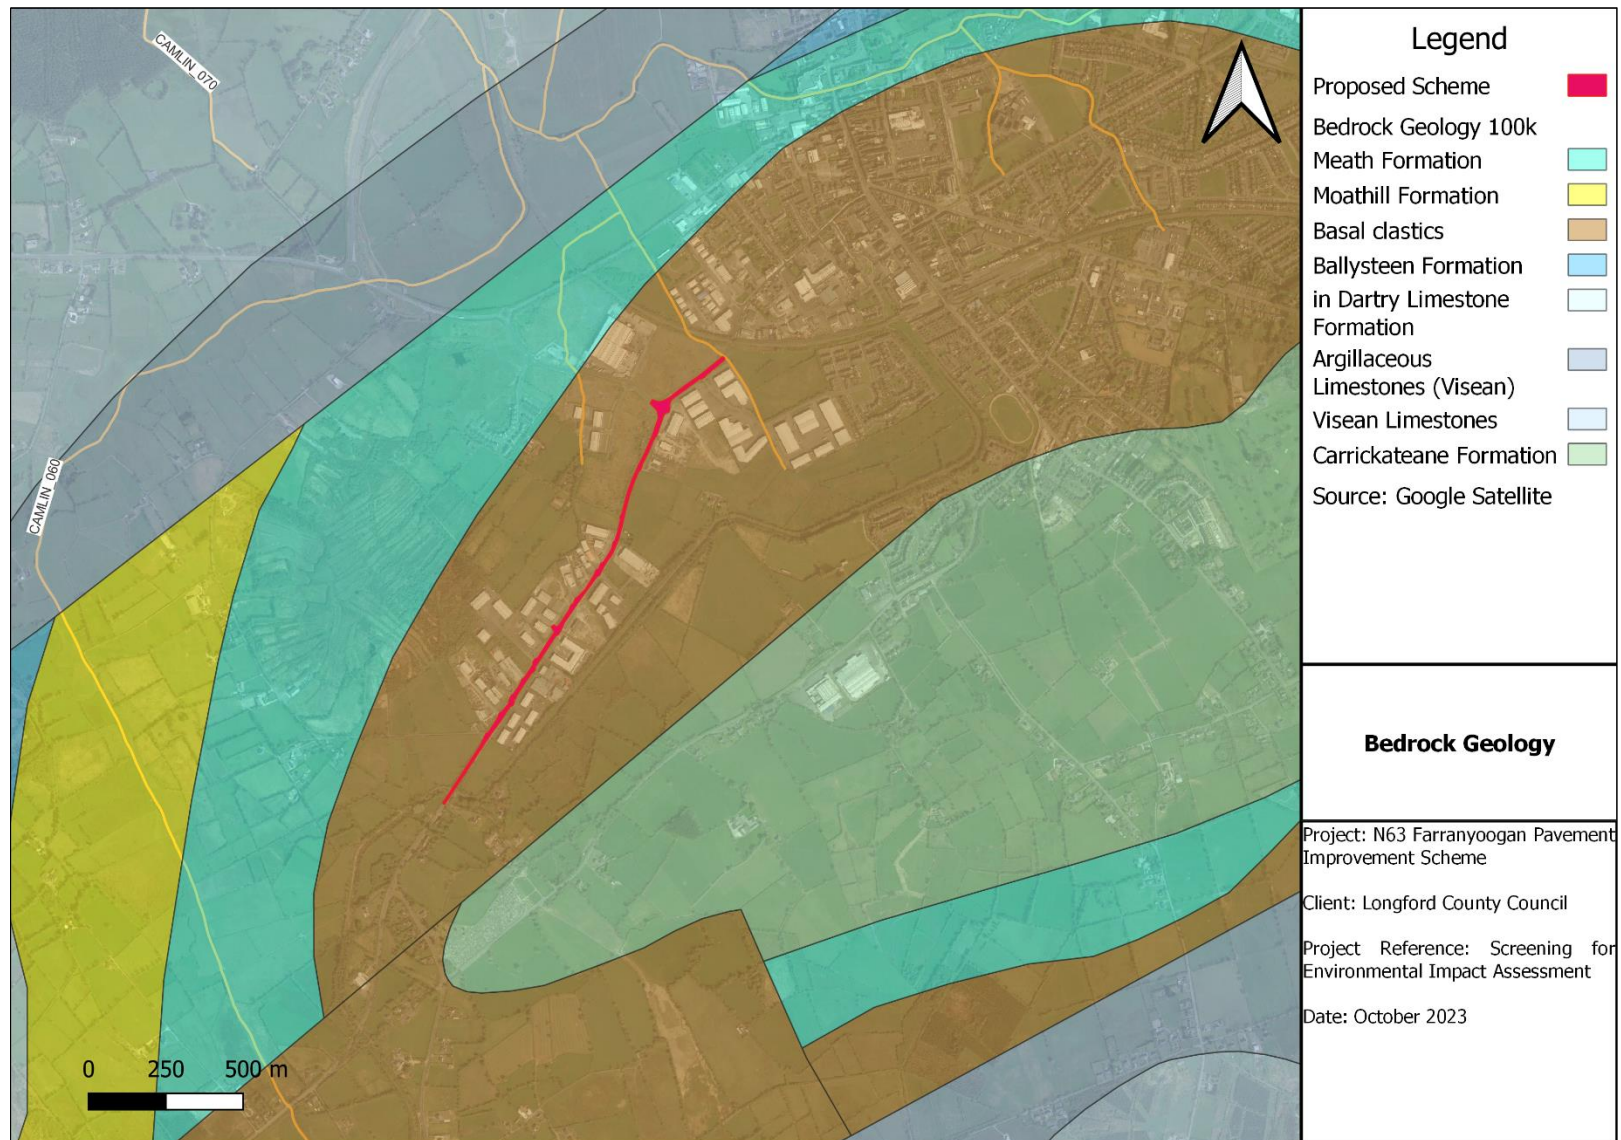 CAMLIN_070
CAMLIN_060
0 250 500 m
Legend
Proposed Scheme
Bedrock Geology 100k
Meath Formation
Moathill Formation
Basal clastics
Ballysteen Formation
in Dartry Limestone
Formation
Argillaceous
Limestones (Visean)
Visean Limestones
Carrickateane Formation
Source: Google Satellite
Bedrock Geology
Project: N63 Farranyoogan Pavement
Improvement Scheme
Client: Longford County Council
Project Reference: Screening for
Environmental Impact Assessment
Date: October 2023